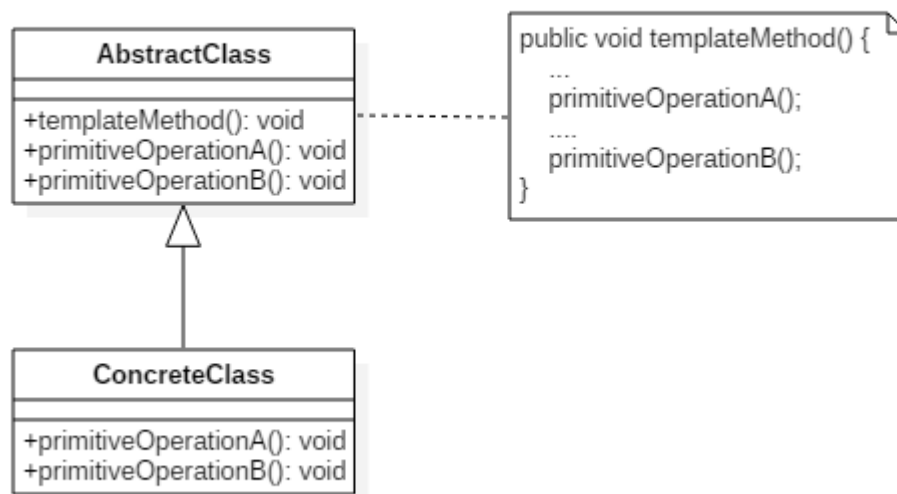 AbstractClass
+templateMethod(): void
+primitiveOperationA(): void
+primitiveOperationB(): void
public void templateMethod() {
...
primitiveOperationA();
....
primitiveOperationB();
}
ConcreteClass
+primitiveOperationA(): void
+primitiveOperationB(): void